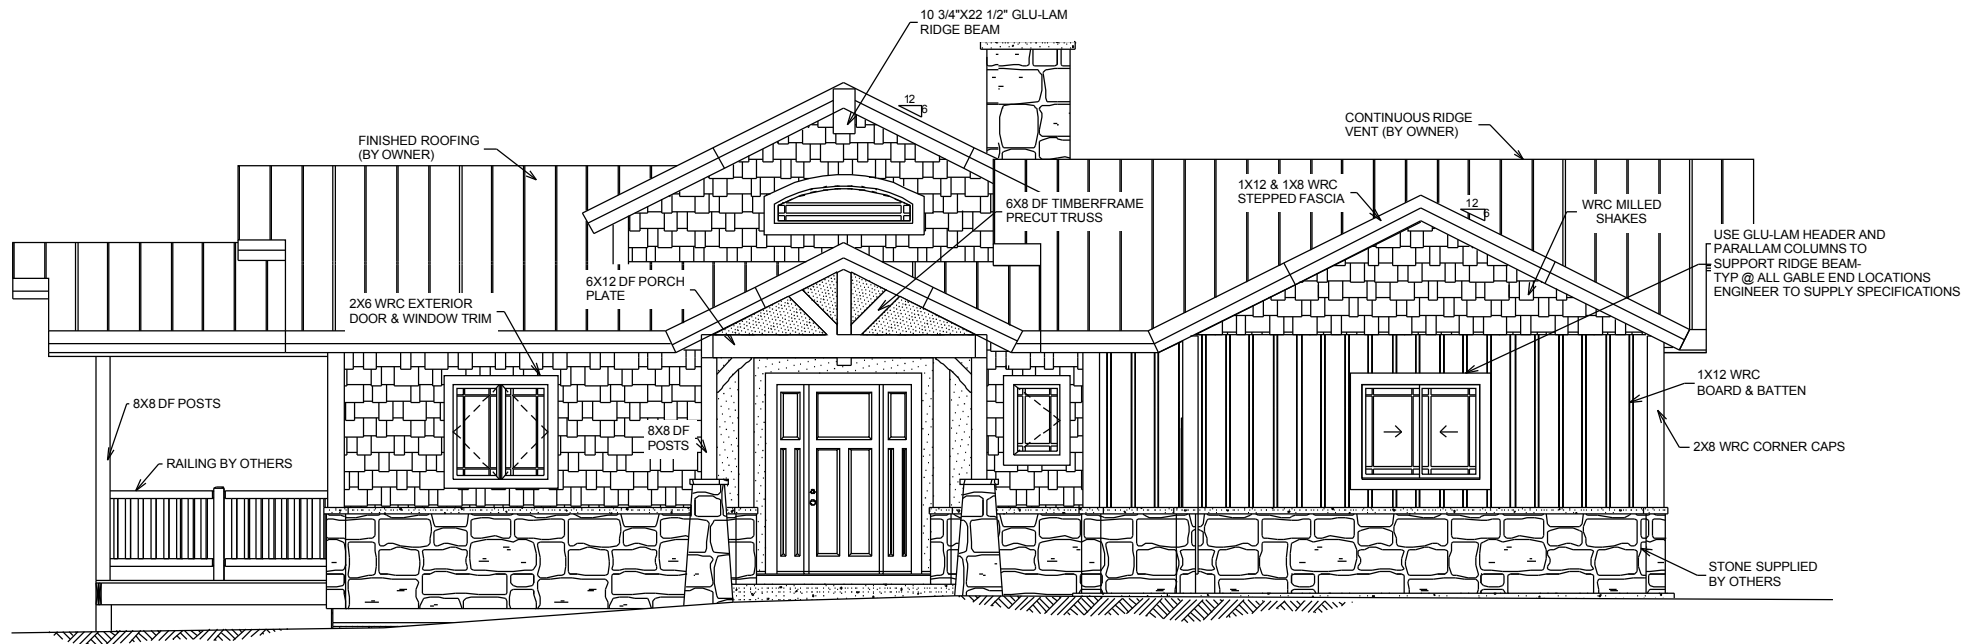 10 3/4"X22 1/2" GLU-LAM
RIDGE BEAM
12
6
FINISHED ROOFING
(BY OWNER)
CONTINUOUS RIDGE
VENT (BY OWNER)
1X12 & 1X8 WRC
STEPPED FASCIA
12
6
WRC MILLED
SHAKES
6X8 DF TIMBERFRAME
PRECUT TRUSS
USE GLU-LAM HEADER AND
PARALLAM COLUMNS TO
SUPPORT RIDGE BEAM-
TYP @ ALL GABLE END LOCATIONS
ENGINEER TO SUPPLY SPECIFICATIONS
6X12 DF PORCH
PLATE
2X6 WRC EXTERIOR
DOOR & WINDOW TRIM
1X12 WRC
BOARD & BATTEN
8X8 DF POSTS
8X8 DF
POSTS
2X8 WRC CORNER CAPS
RAILING BY OTHERS
STONE SUPPLIED
BY OTHERS